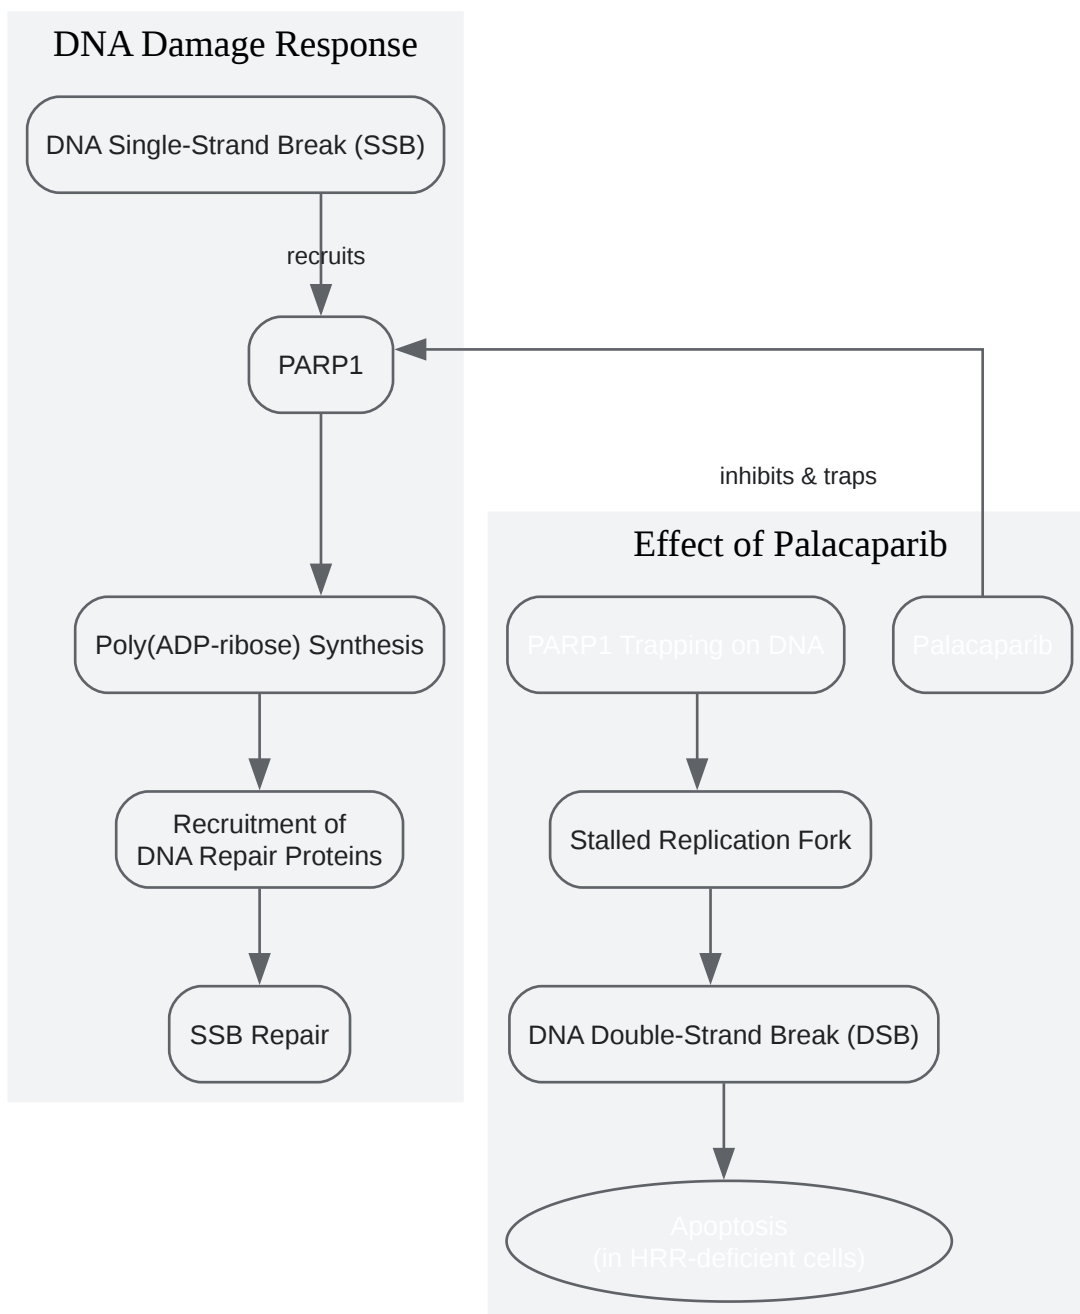 DNA Damage Response
DNA Single-Strand Break (SSB)
recruits
PARP1
inhibits & traps
Effect of Palacaparib
Poly(ADP-ribose) Synthesis
PARP1 Trapping on DNA
Palacaparib
Recruitment of
DNA Repair Proteins
Stalled Replication Fork
SSB Repair
DNA Double-Strand Break (DSB)
Apoptosis
(in HRR-deficient cells)